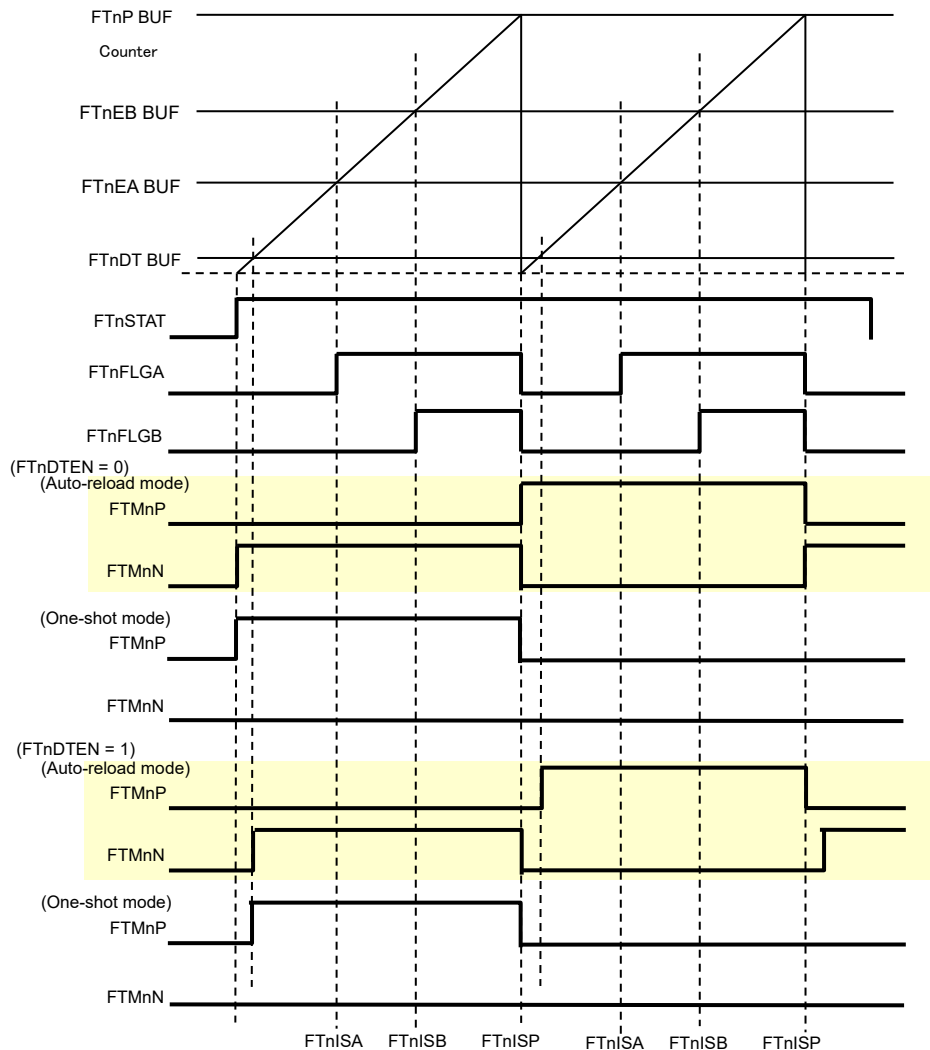 FTnP BUF
Counter
FTnEB BUF
FTnEA BUF
FTnDT BUF
FTnSTAT
FTnFLGA
FTnFLGB
(FTnDTEN = 0)
(Auto-reload mode)
FTMnP
FTMnN
(One-shot mode)
FTMnP
FTMnN
(FTnDTEN = 1)
(Auto-reload mode)
FTMnP
FTMnN
(One-shot mode)
FTMnP
FTMnN
FTnISA FTnISB FTnISP FTnISA FTnISB FTnISP